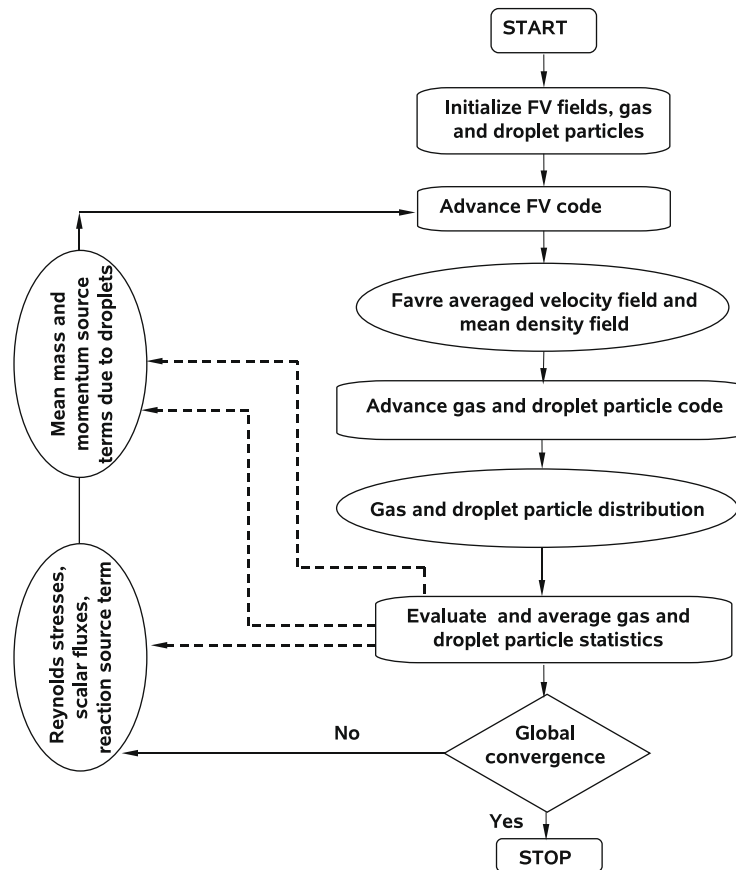 START
Initialize FV fields, gas
and droplet particles
Advance FV code
Favre averaged velocity field and
mean density field
Advance gas and droplet particle code
Gas and droplet particle distribution
Evaluate and average gas and
droplet particle statistics
Global
convergence
No
Yes
STOP
Mean mass and
momentum source
terms due to droplets
Reynolds stresses,
scalar fluxes,
reaction source term